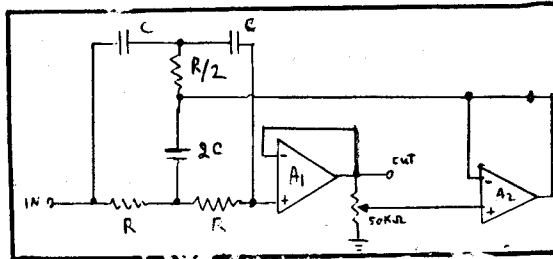 C
C
R/2
2C
A1
OUT
A2
IN
R
R
50KΩ
-
+
-
+